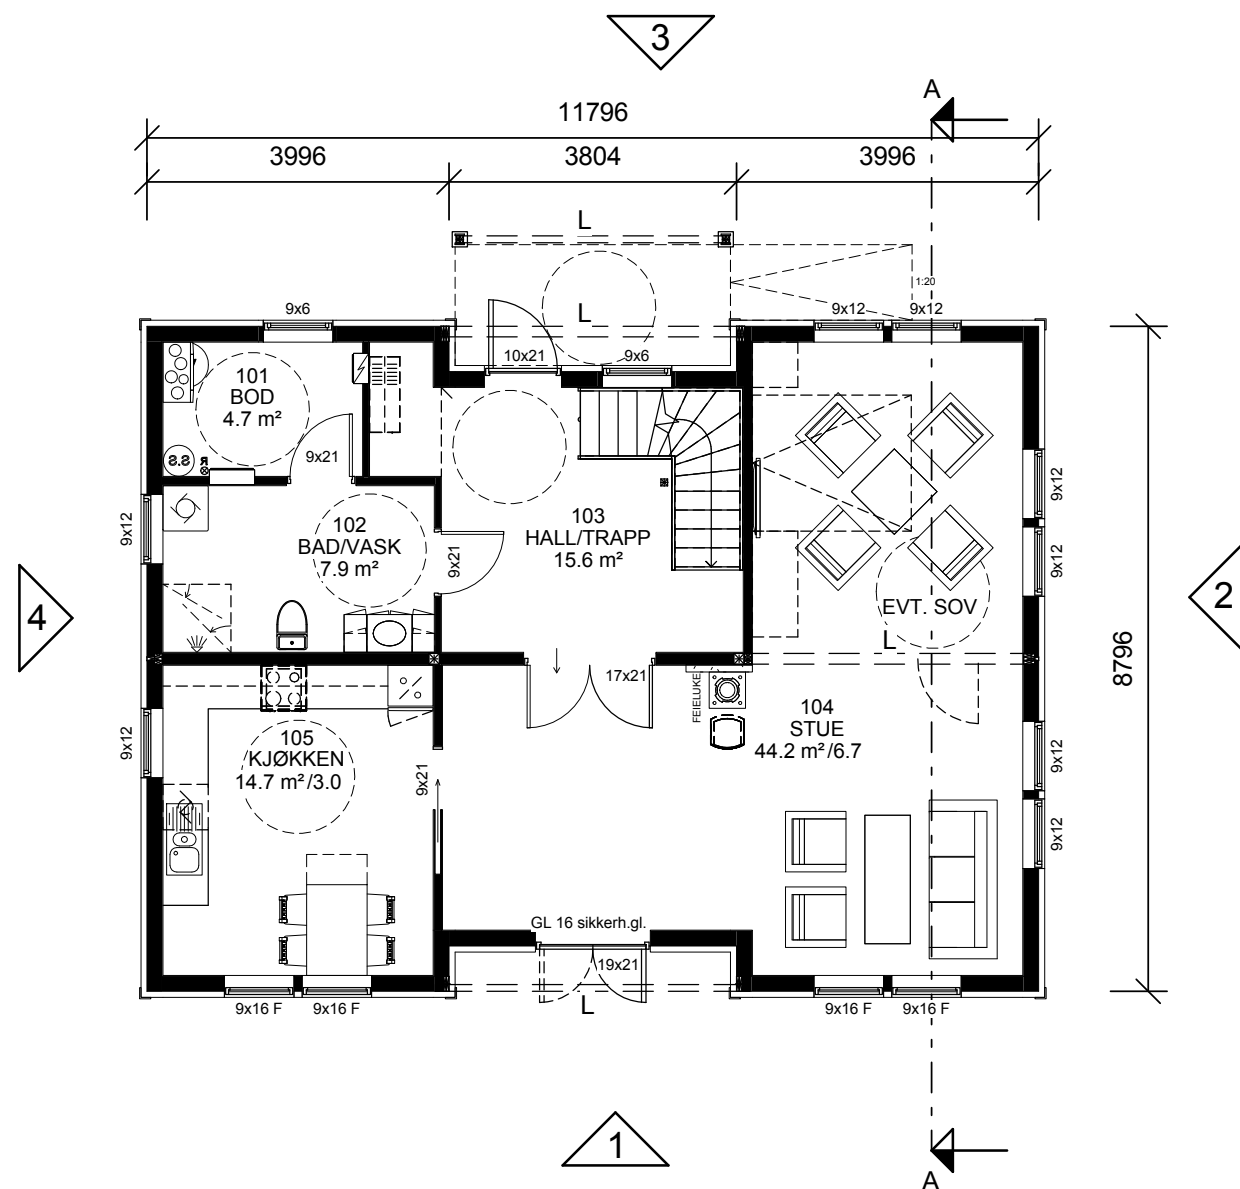 3
A
11796
3996
3804
3996
L
1:20
9x6
L
9x12
9x12
10x21
9x6
101
BOD
4.7 m²
S.S
R
9x21
9x12
102
BAD/VASK
7.9 m²
9x21
103
HALL/TRAPP
15.6 m²
9x12
9x12
EVT. SOV
L
4
2
8796
17x21
FEIELUKE
104
STUE
44.2 m²/6.7
105
KJØKKEN
14.7 m²/3.0
9x12
9x21
9x12
9x12
GL 16 sikkerh.gl.
19x21
L
9x16 F
9x16 F
9x16 F
9x16 F
1
A